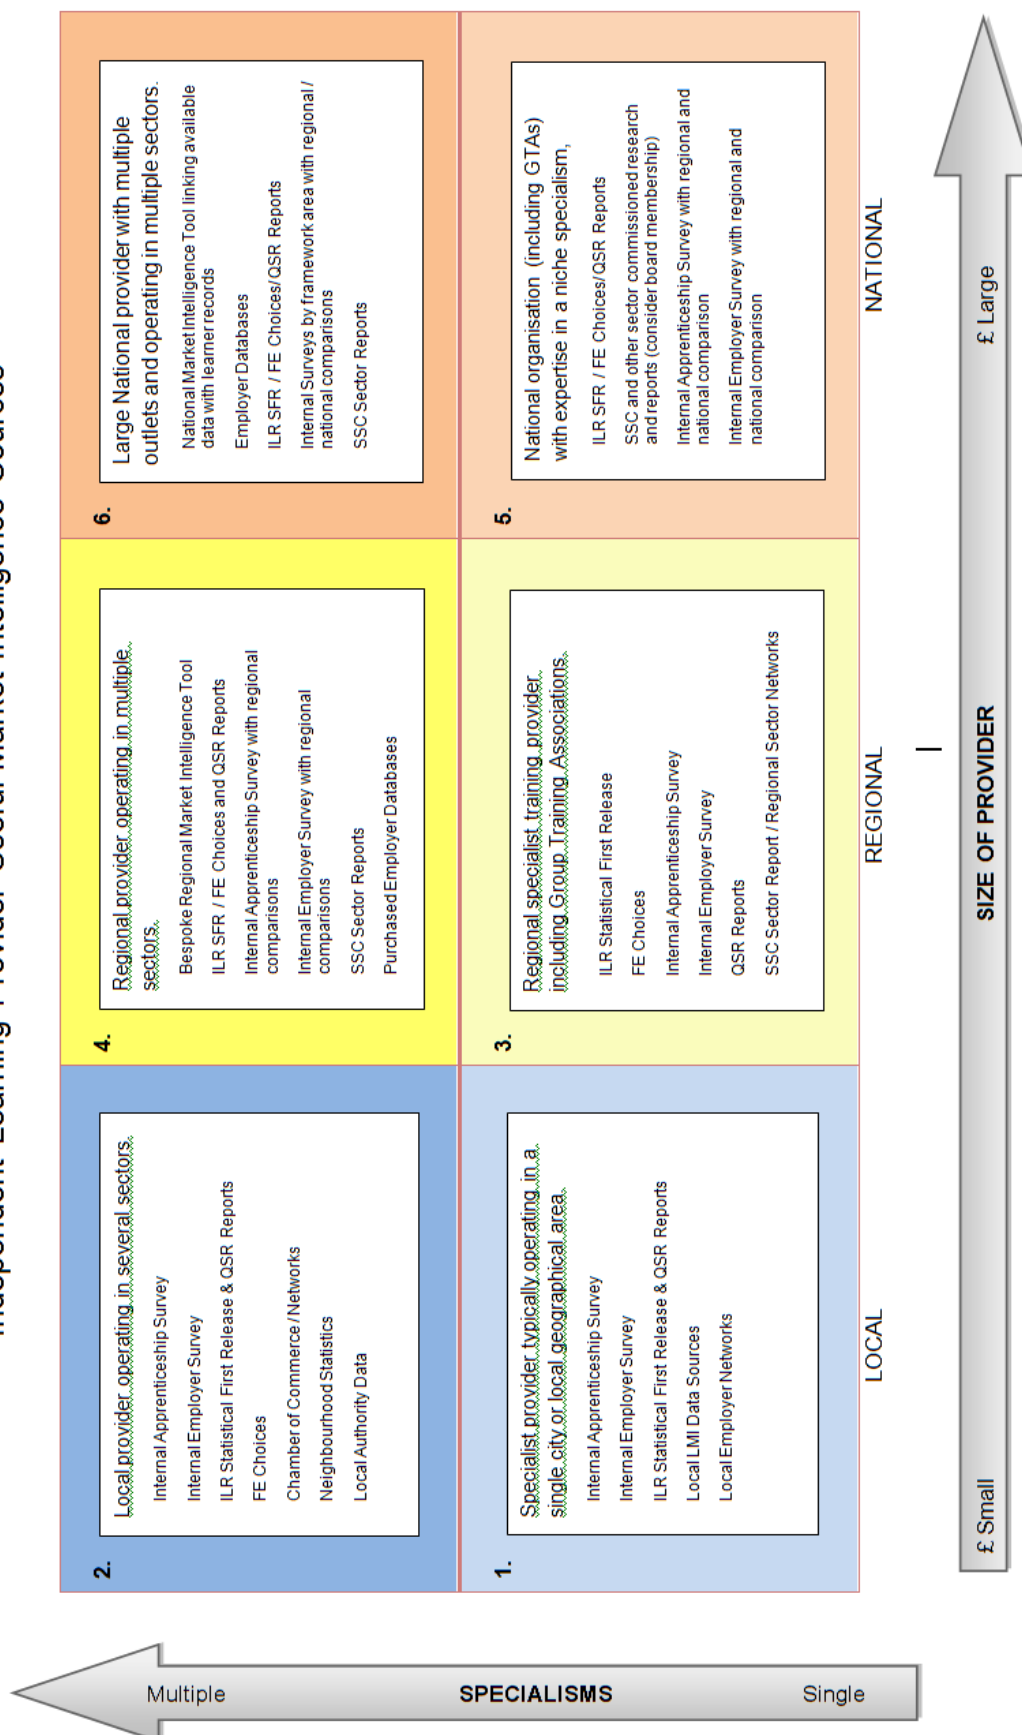 Independent Learning Provider Useful Market Intelligence Sources
Multiple
SPECIALISMS
Single
2.
Local provider operating in several sectors.
Internal Apprenticeship Survey
Internal Employer Survey
ILR Statistical First Release & QSR Reports
FE Choices
Chamber of Commerce / Networks
Neighbourhood Statistics
Local Authority Data
4.
Regional provider operating in multiple
sectors.
Bespoke Regional Market Intelligence Tool
ILR SFR / FE Choices and QSR Reports
Internal Apprenticeship Survey with regional
comparisons
Internal Employer Survey with regional
comparisons
SSC Sector Reports
Purchased Employer Databases
6.
Large National provider with multiple
outlets and operating in multiple sectors.
National Market Intelligence Tool linking available
data with learner records
Employer Databases
ILR SFR / FE Choices/QSR Reports
Internal Surveys by framework area with regional /
national comparisons
SSC Sector Reports
1.
Specialist provider typically operating in a
single city or local geographical area.
Internal Apprenticeship Survey
Internal Employer Survey
ILR Statistical First Release & QSR Reports
Local LMI Data Sources
Local Employer Networks
3.
Regional specialist training provider
including Group Training Associations.
ILR Statistical First Release
FE Choices
Internal Apprenticeship Survey
Internal Employer Survey
QSR Reports
SSC Sector Report / Regional Sector Networks
5.
National organisation (including GTAs)
with expertise in a niche specialism,
ILR SFR / FE Choices/QSR Reports
SSC and other sector commissioned research
and reports (consider board membership)
Internal Apprenticeship Survey with regional and
national comparison
Internal Employer Survey with regional and
national comparison
LOCAL
REGIONAL
NATIONAL
£ Small
SIZE OF PROVIDER
£ Large